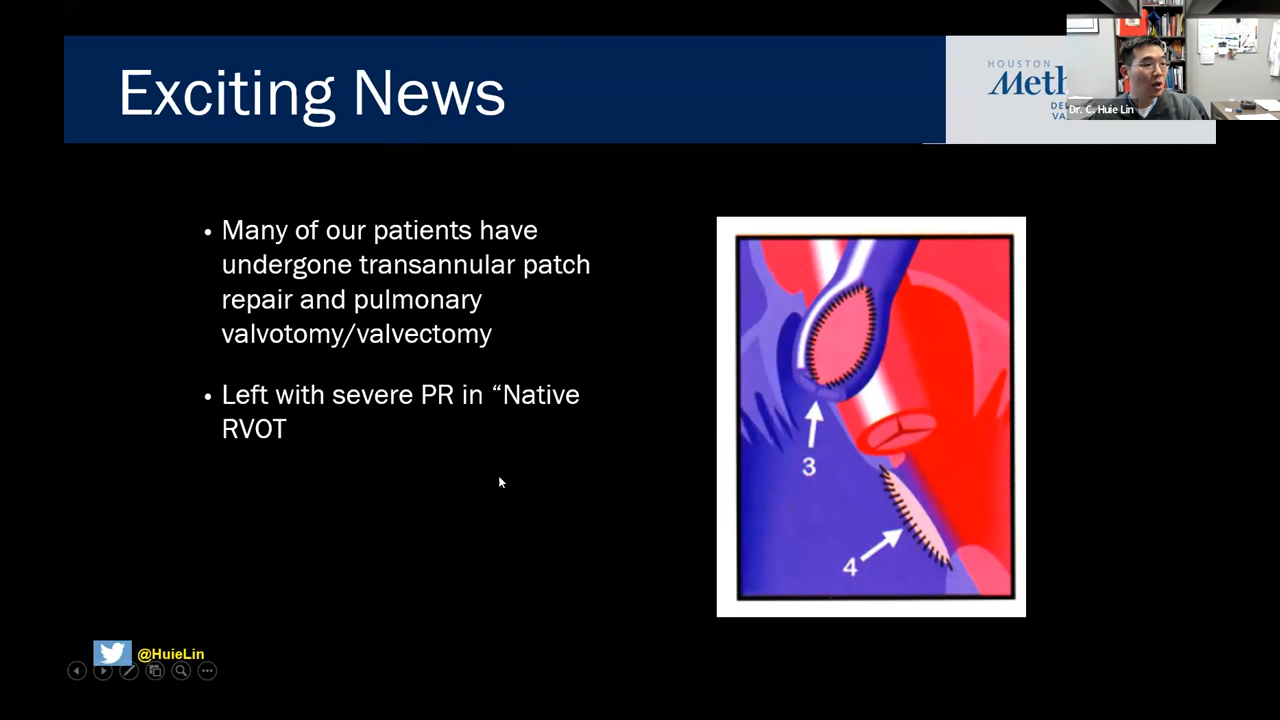 Exciting News
HOUSTON
Meth
DE
VA
Dr. C. Huie Lin
• Many of our patients have
undergone transannular patch
repair and pulmonary
valvotomy/valvectomy
• Left with severe PR in “Native
RVOT
3
4
@HuieLin